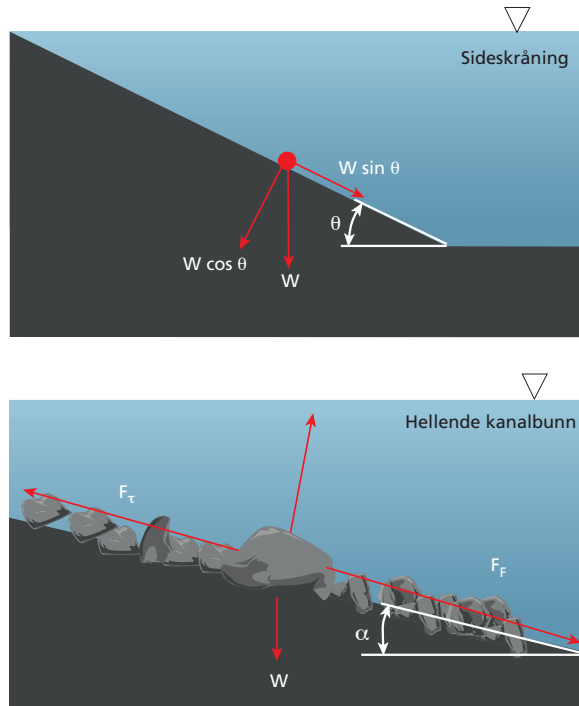 Sideskråning
W sin θ
θ
W cos θ
W
Hellende kanalbunn
Fτ
FF
α
W